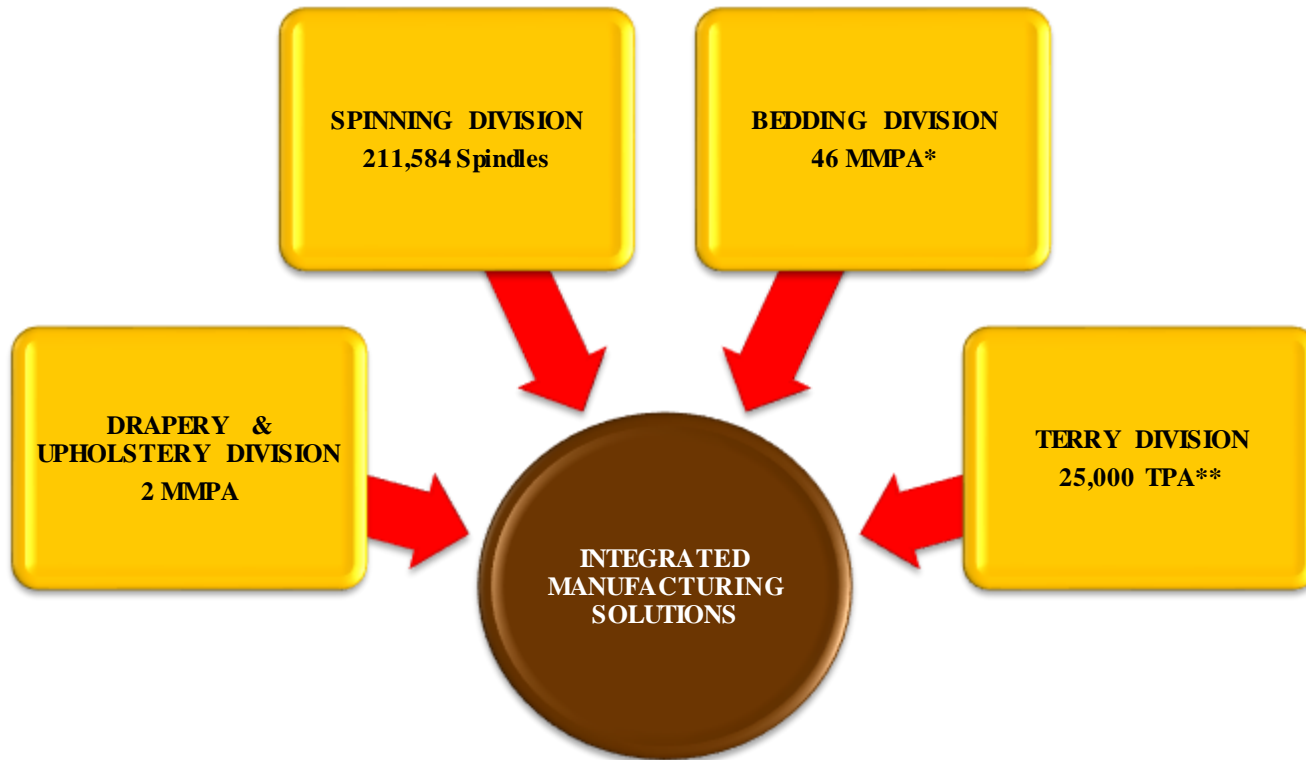 SPINNING DIVISION
211,584 Spindles
BEDDING DIVISION
46 MMPA*
DRAPERY &
UPHOLSTERY DIVISION
2 MMPA
TERRY DIVISION
25,000 TPA**
INTEGRATED
MANUFACTURING
SOLUTIONS